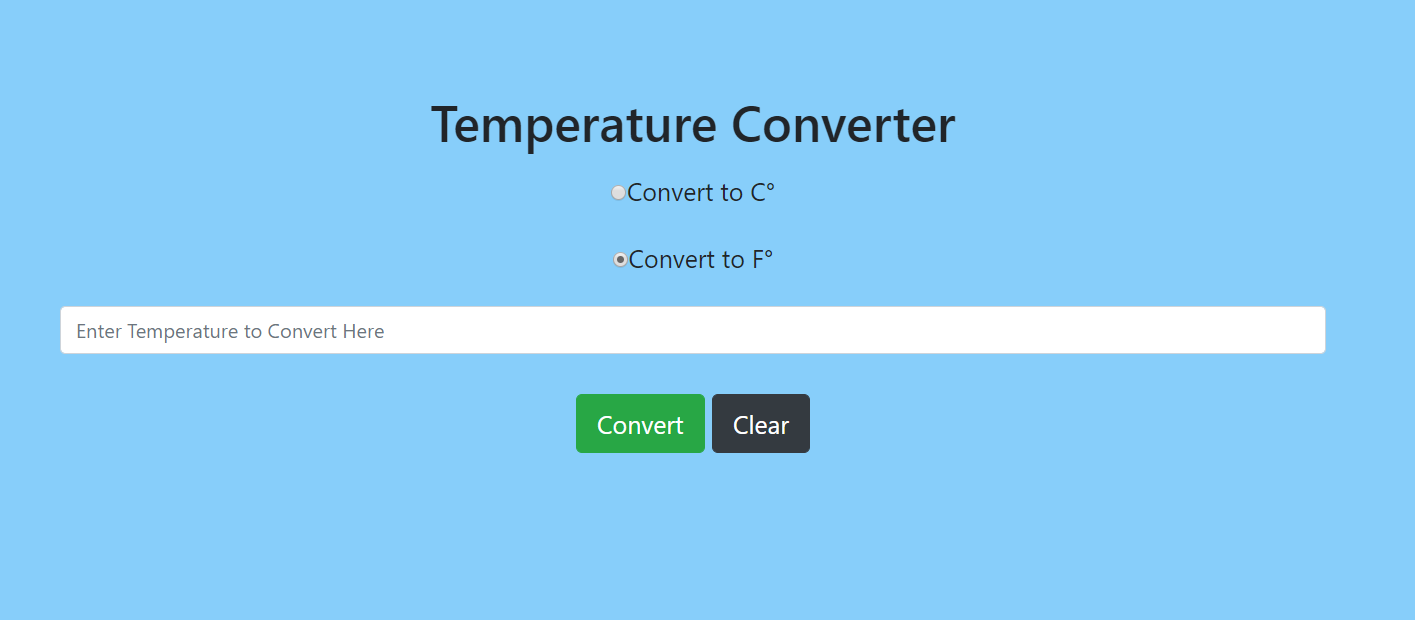 Temperature Converter
Convert to C°
Convert to F°
Enter Temperature to Convert Here
Convert Clear